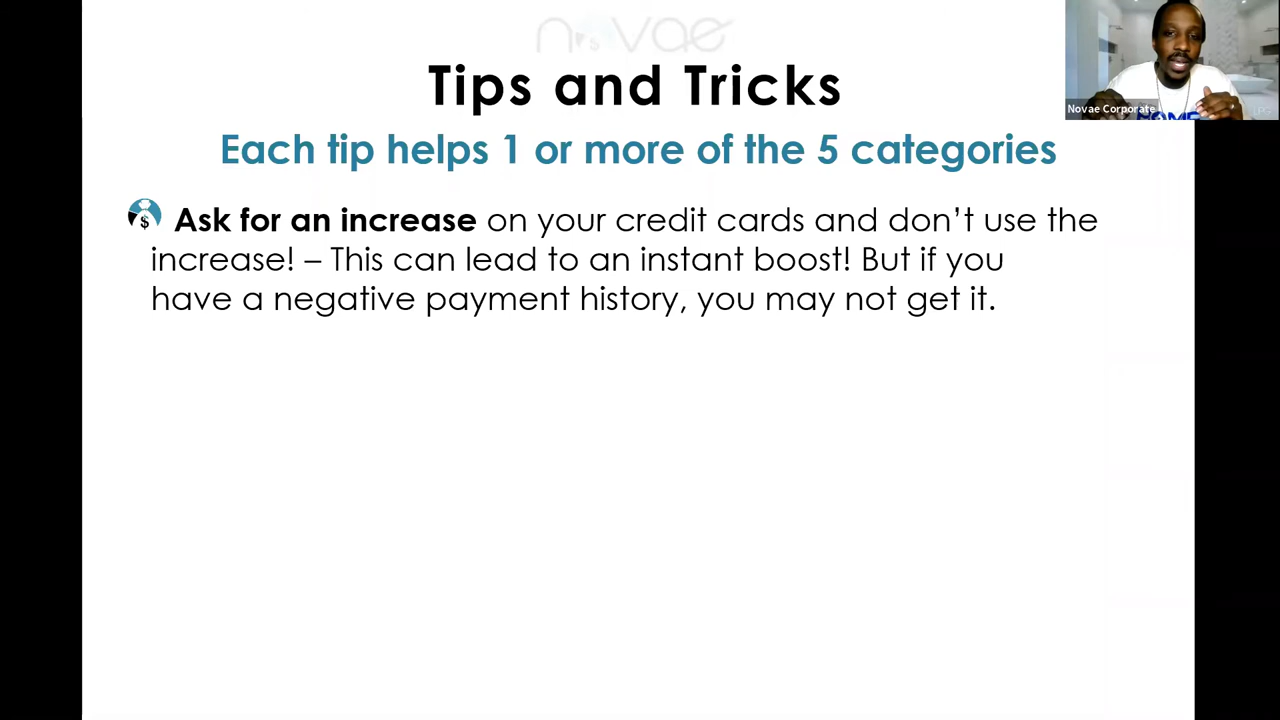 novae
Tips and Tricks
Each tip helps 1 or more of the 5 categories
Ask for an increase on your credit cards and don’t use the
increase! – This can lead to an instant boost! But if you
have a negative payment history, you may not get it.
Novae Corporate